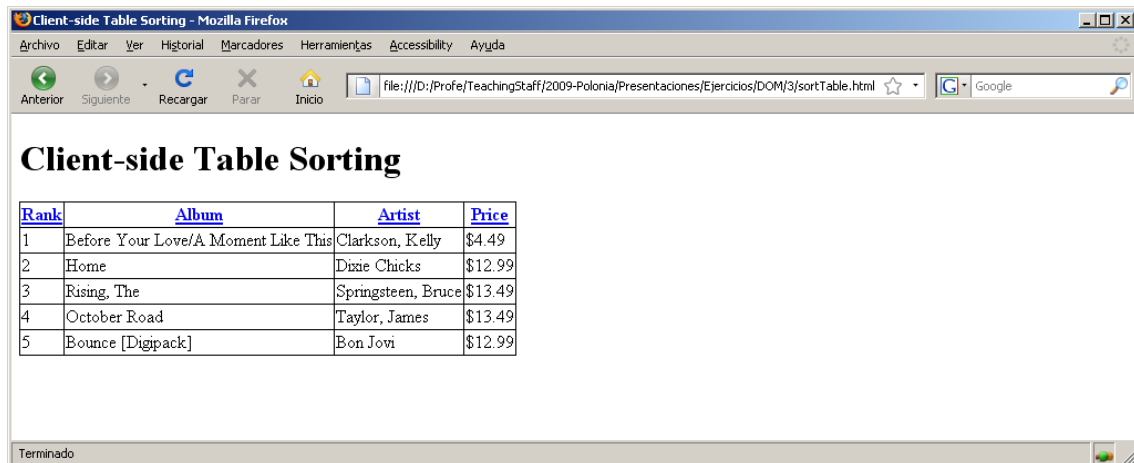 Client-side Table Sorting - Mozilla Firefox
Archivo Editar Ver Historial Marcadores Herramientas Accessibility Ayuda
Anterior Siguiente Recargar Parar Inicio file:///D:/Profe/TeachingStaff/2009-Polonia/Presentaciones/Ejercicios/DOM/3/sortTable.html G Google
Client-side Table Sorting
Rank Album Artist Price
1 Before Your Love/A Moment Like This Clarkson, Kelly $4.49
2 Home Dixie Chicks $12.99
3 Rising, The Springsteen, Bruce $13.49
4 October Road Taylor, James $13.49
5 Bounce [Digipack] Bon Jovi $12.99
Terminado